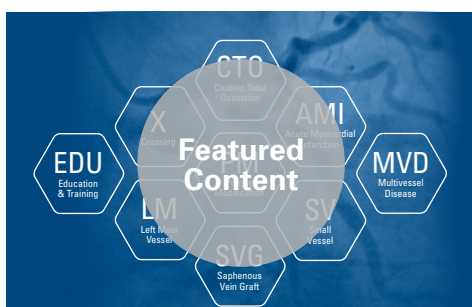 CTO
Chronic Total
Occlusion
X
Crossing
AMI
Acute Myocardial
Infarction
EDU
Education
& Training
Featured
Content
MVD
Multivessel
Disease
Modification
LM
Left Main
Vessel
SV
Small
Vessel
SVG
Saphenous
Vein Graft